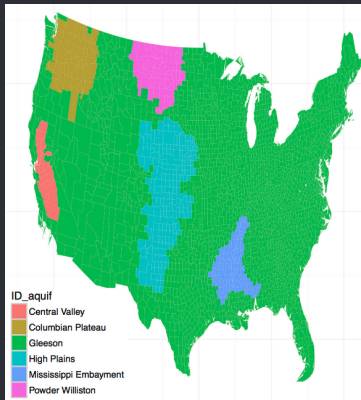 ID_aquif
Central Valley
Columbian Plateau
Gleeson
High Plains
Mississippi Embayment
Powder Williston